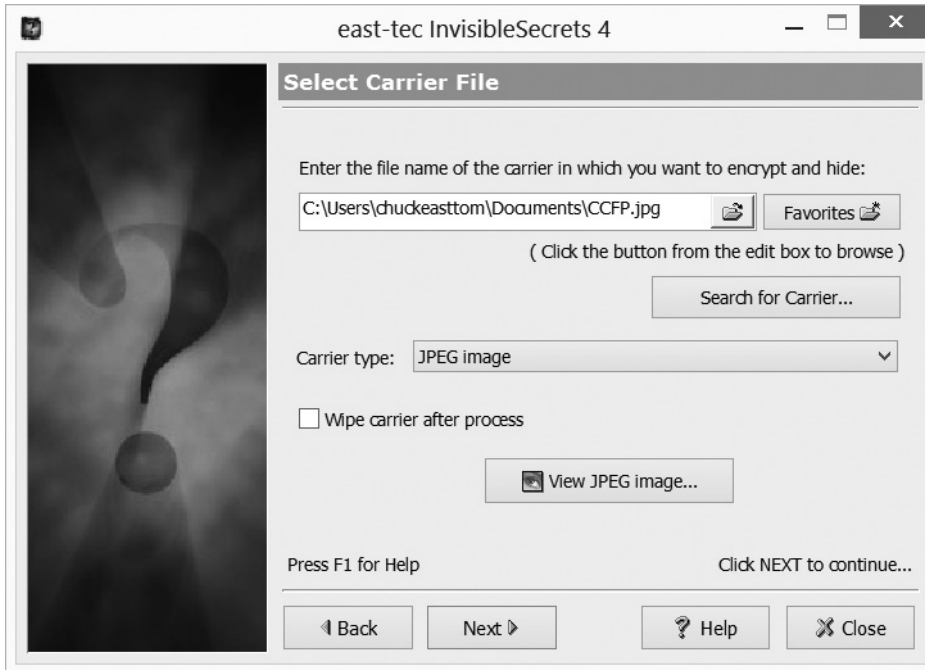 east-tec InvisibleSecrets 4
Select Carrier File
Enter the file name of the carrier in which you want to encrypt and hide:
C:\Users\chuckeasttom\Documents\CCFP.jpg
Favorites
( Click the button from the edit box to browse )
Search for Carrier...
Carrier type: JPEG image
Wipe carrier after process
View JPEG image...
Press F1 for Help Click NEXT to continue...
Back Next Help Close